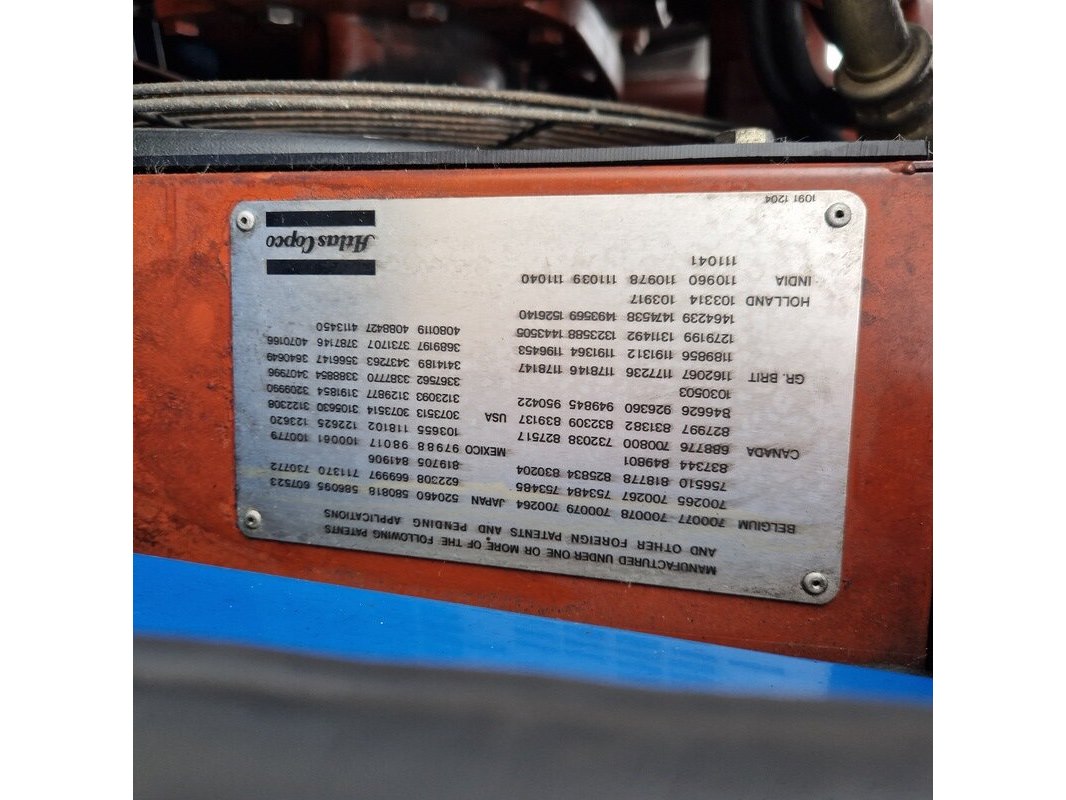 MANUFACTURED UNDER ONE OR MORE OF THE FOLLOWING PATENTS
AND OTHER FOREIGN PATENTS AND PENDING APPLICATIONS
BELGIUM 700077 700078 700079 700264
700265 700267 753484 753485
756510 818778 825834 830204
837344 849801
CANADA 688776 700800 732038 827517
827997 831382 832309 839137
846626 926360 949845 950422
1030503
GR. BRIT 1162067 1177236 1178146 1178147
1189856 1191312 1191364 1196453
1279199 1311492 1323588 1443505
1464239 1474538 1493569 1526140
HOLLAND 103314 103917
INDIA 110960 110978 111039 111040
111041
JAPAN 520460 580818 586095 607523
622308 669997 711370 730772
819705 841906
MEXICO 97988 98017 100061 100779
103655 118102 122625 123620
USA 3073513 3073514 3105630 3122308
3123093 3129877 3191854 3209990
3367562 3387770 3388854 3407996
3414189 3437263 3566147 3640649
3689197 3731707 3787146 4070166
4080119 4088427 4113450
1091 1204
Atlas Copco